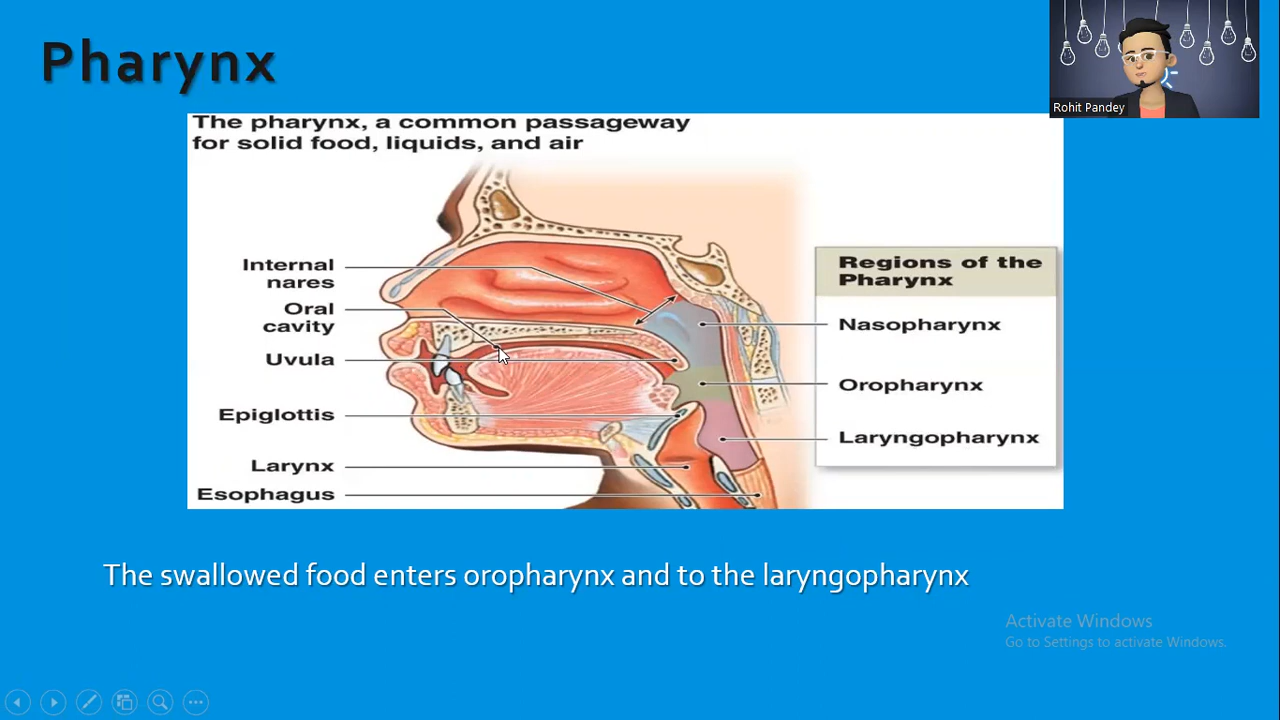 Pharynx
Rohit Pandey
The pharynx, a common passageway
for solid food, liquids, and air
Internal
nares
Oral
cavity
Uvula
Epiglottis
Larynx
Esophagus
Regions of the
Pharynx
Nasopharynx
Oropharynx
Laryngopharynx
The swallowed food enters oropharynx and to the laryngopharynx
Activate Windows
Go to Settings to activate Windows.